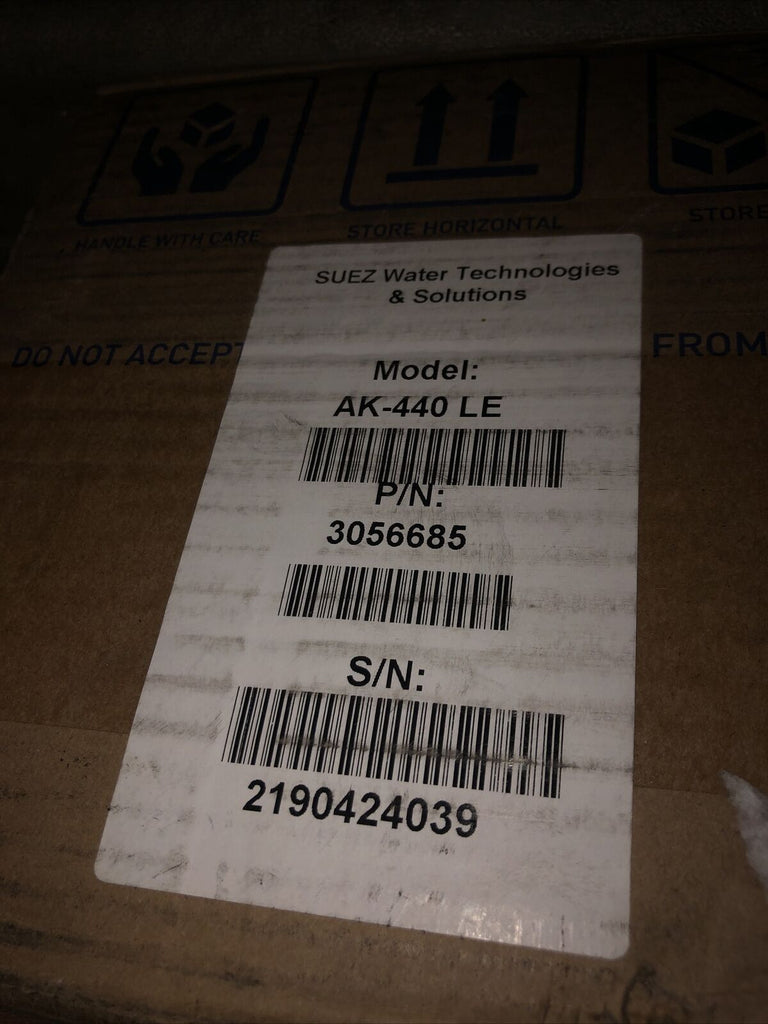 HANDLE WITH CARE
STORE HORIZONTAL
STORE
SUEZ Water Technologies
& Solutions
DO NOT ACCEPT
FROM
Model:
AK-440 LE
P/N:
3056685
S/N:
2190424039